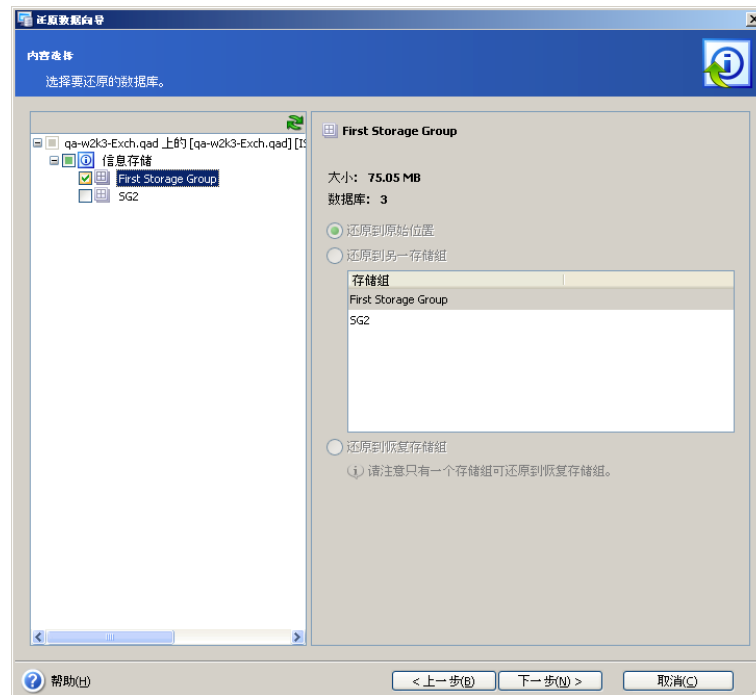 还原数据向导
内容选择
选择要还原的数据库。
qa-w2k3-Exch.qad 上的 [qa-w2k3-Exch.qad] [IS
信息存储
First Storage Group
SG2
First Storage Group
大小: 75.05 MB
数据库: 3
还原到原始位置
还原到另一存储组
存储组
First Storage Group
SG2
还原到恢复存储组
请注意只有一个存储组可还原到恢复存储组。
帮助(H)
< 上一步(B)
下一步(N) >
取消(C)